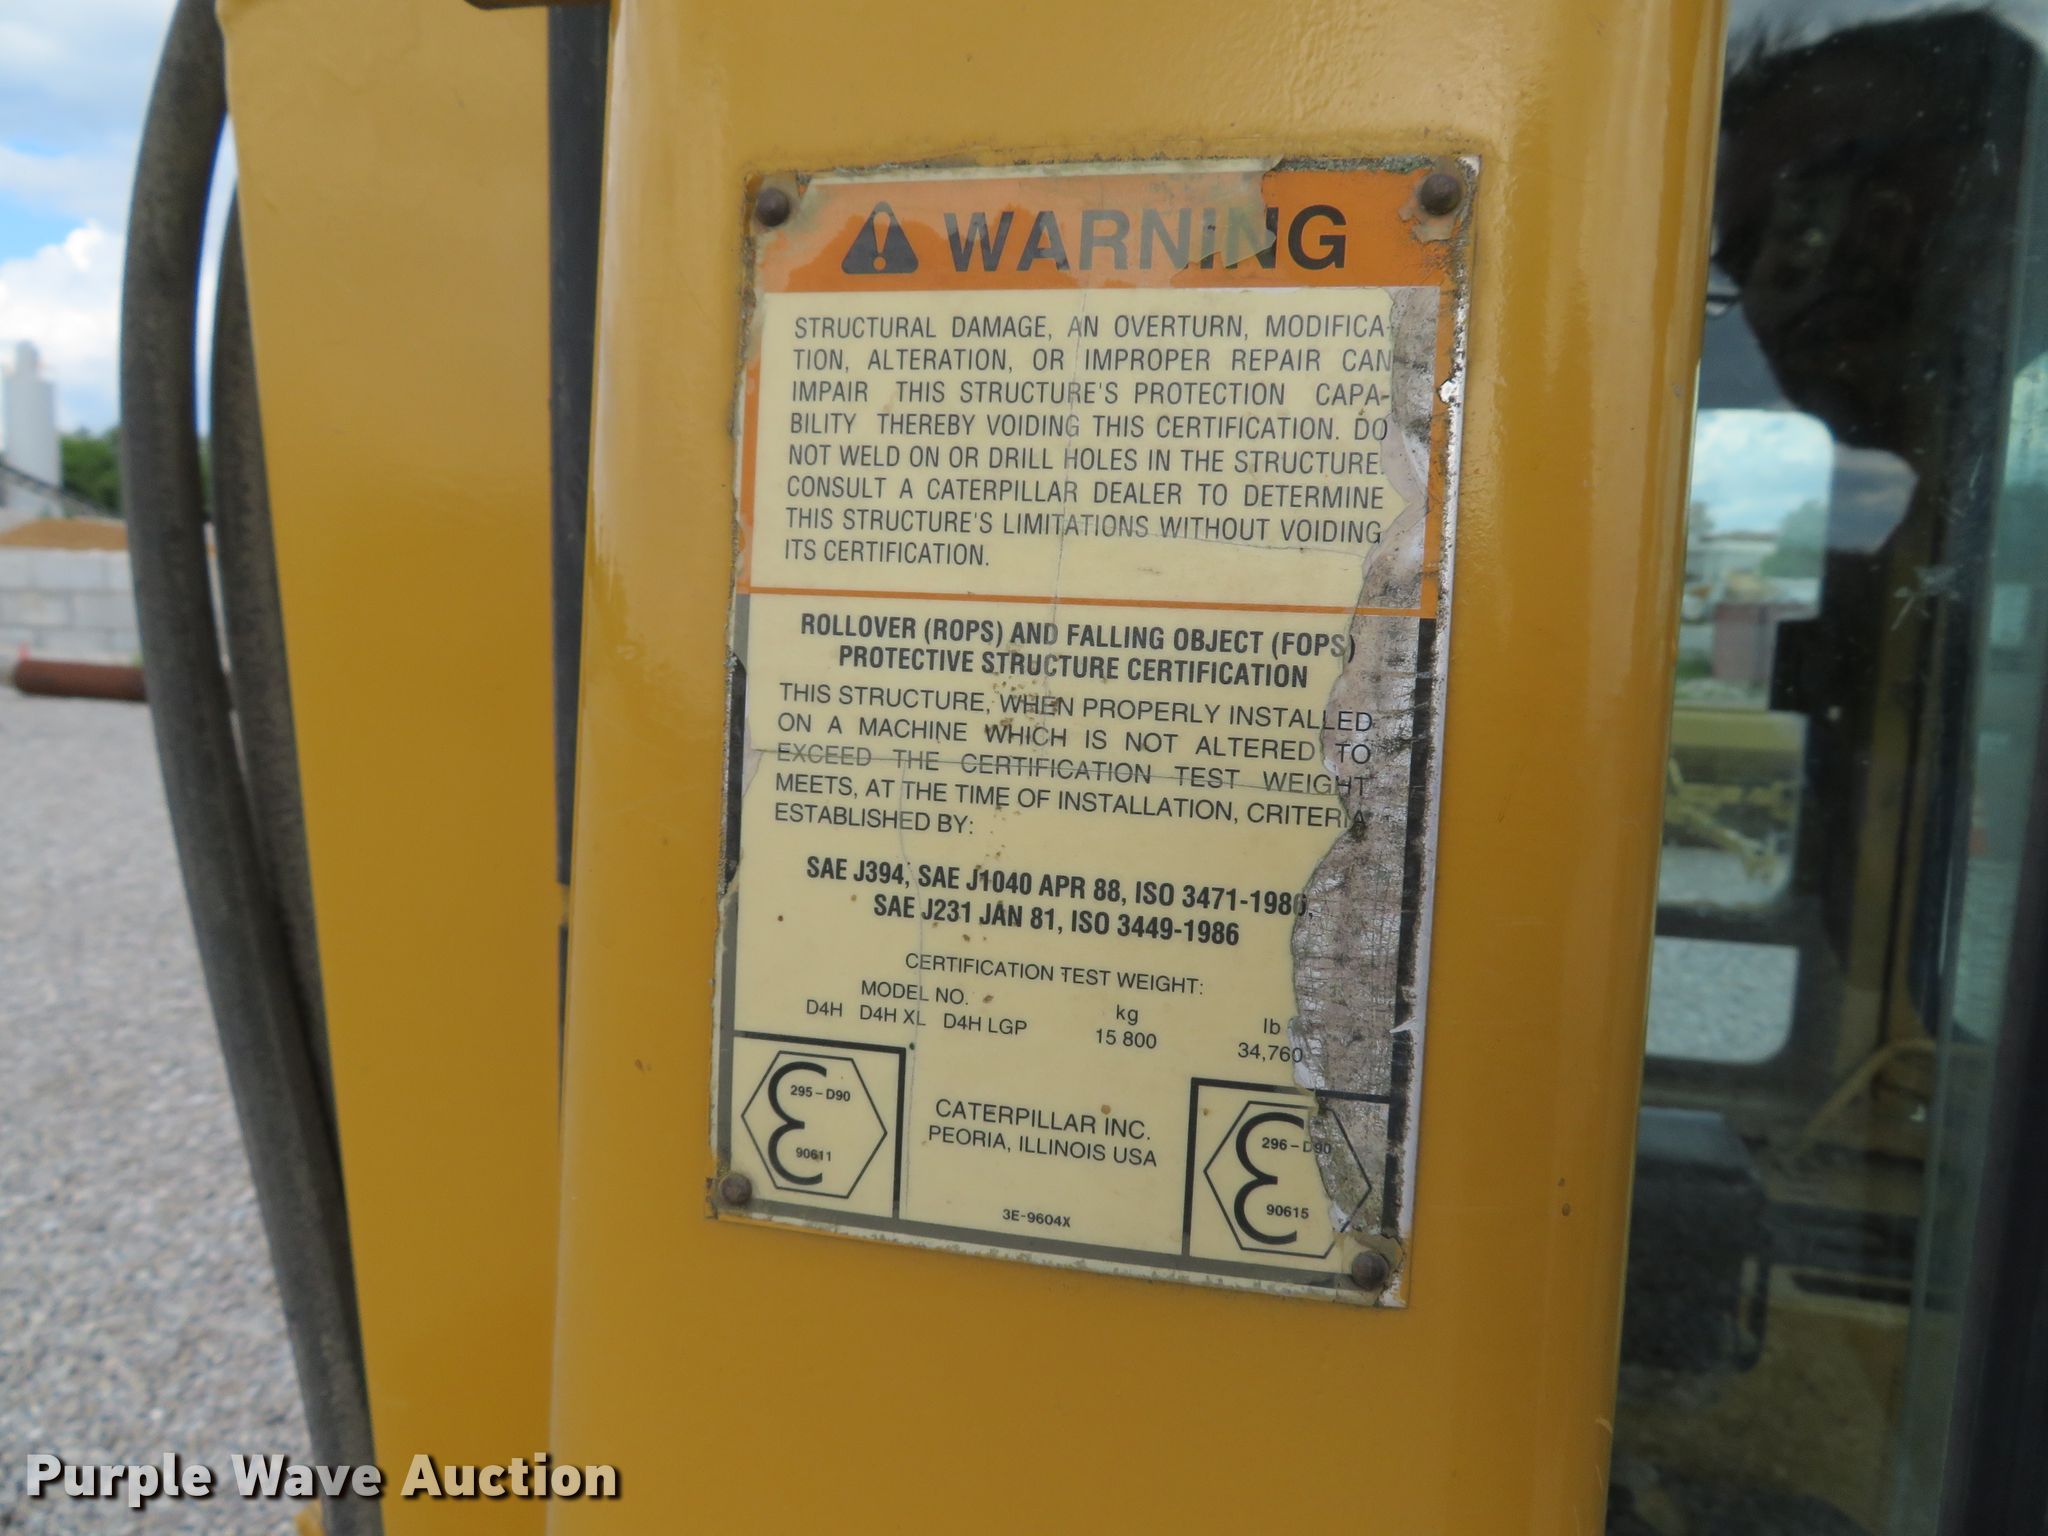 WARNING
STRUCTURAL DAMAGE, AN OVERTURN, MODIFICA-
TION, ALTERATION, OR IMPROPER REPAIR CAN
IMPAIR THIS STRUCTURE'S PROTECTION CAPA-
BILITY THEREBY VOIDING THIS CERTIFICATION. DO
NOT WELD ON OR DRILL HOLES IN THE STRUCTURE.
CONSULT A CATERPILLAR DEALER TO DETERMINE
THIS STRUCTURE'S LIMITATIONS WITHOUT VOIDING
ITS CERTIFICATION.
ROLLOVER (ROPS) AND FALLING OBJECT (FOPS)
PROTECTIVE STRUCTURE CERTIFICATION
THIS STRUCTURE, WHEN PROPERLY INSTALLED
ON A MACHINE WHICH IS NOT ALTERED TO
EXCEED THE CERTIFICATION TEST WEIGHT
MEETS, AT THE TIME OF INSTALLATION, CRITERIA
ESTABLISHED BY:
SAE J394, SAE J1040 APR 88, ISO 3471-1986,
SAE J231 JAN 81, ISO 3449-1986
CERTIFICATION TEST WEIGHT:
MODEL NO. kg lb
D4H D4H XL D4H LGP 15 800 34,760
295-D90
90611
CATERPILLAR INC.
PEORIA, ILLINOIS USA
3E-9604X
296-D90
90615
Purple Wave Auction